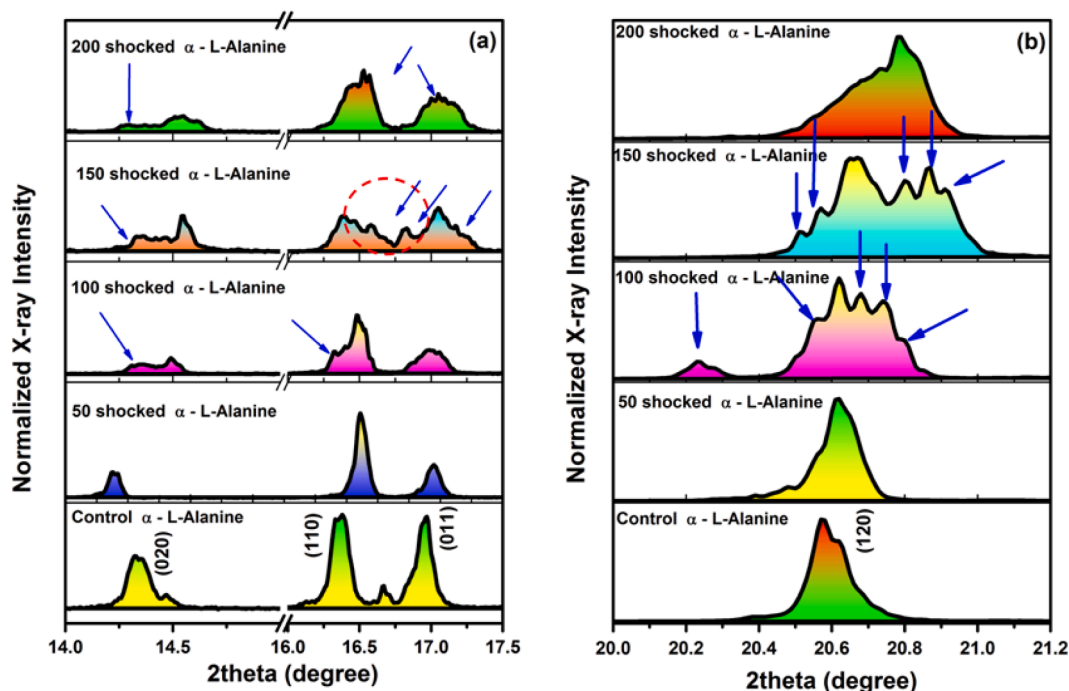 (a)
200 shocked α - L-Alanine
150 shocked α - L-Alanine
100 shocked α - L-Alanine
50 shocked α - L-Alanine
Control α - L-Alanine
(020)
(110)
(011)
Normalized X-ray Intensity
14.0 14.5 16.0 16.5 17.0 17.5
2theta (degree)
(b)
200 shocked α - L-Alanine
150 shocked α - L-Alanine
100 shocked α - L-Alanine
50 shocked α - L-Alanine
Control α - L-Alanine
(120)
Normalized X-ray Intensity
20.0 20.2 20.4 20.6 20.8 21.0 21.2
2theta (degree)